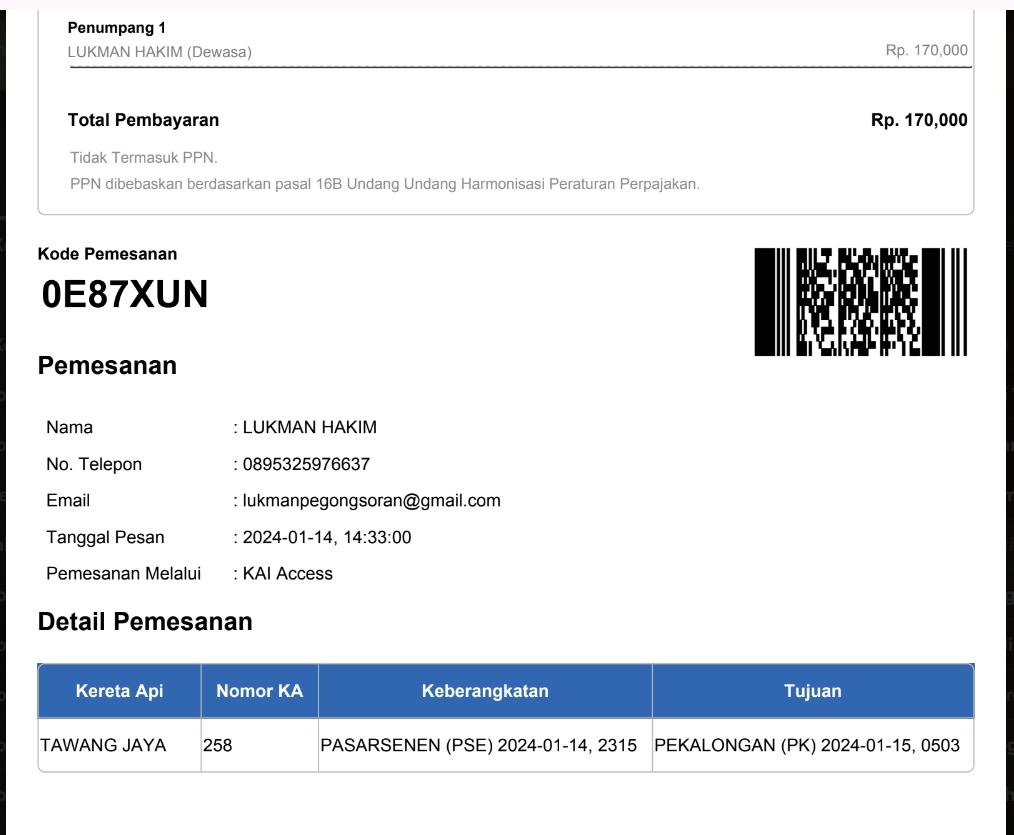 Penumpang 1
LUKMAN HAKIM (Dewasa) Rp. 170,000
Total Pembayaran Rp. 170,000
Tidak Termasuk PPN.
PPN dibebaskan berdasarkan pasal 16B Undang Undang Harmonisasi Peraturan Perpajakan.
Kode Pemesanan
0E87XUN
Pemesanan
Nama : LUKMAN HAKIM
No. Telepon : 0895325976637
Email : lukmanpegongsoran@gmail.com
Tanggal Pesan : 2024-01-14, 14:33:00
Pemesanan Melalui : KAI Access
Detail Pemesanan
Kereta Api Nomor KA Keberangkatan Tujuan
TAWANG JAYA 258 PASARSENEN (PSE) 2024-01-14, 2315 PEKALONGAN (PK) 2024-01-15, 0503